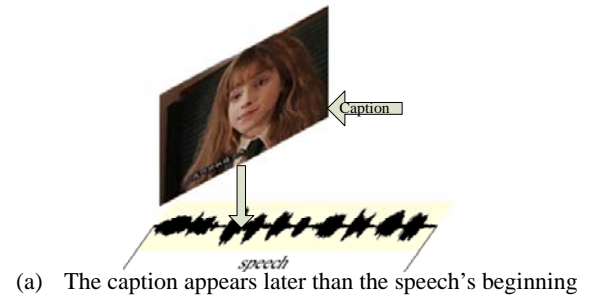 Caption
speech
(a) The caption appears later than the speech's beginning